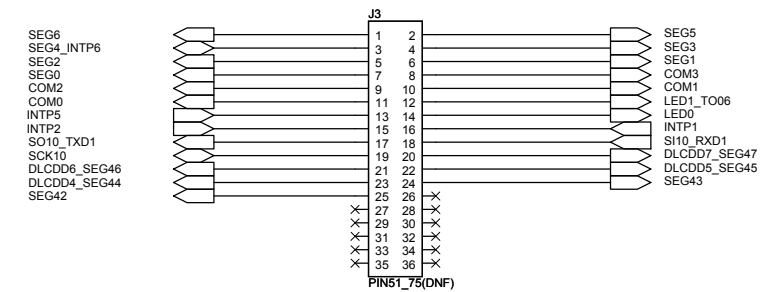 J3
SEG6 1 2 SEG5
SEG4_INTP6 3 4 SEG3
SEG2 5 6 SEG1
SEG0 7 8 COM3
COM2 9 10 COM1
COM0 11 12 LED1_TO06
INTP5 13 14 LED0
INTP2 15 16 INTP1
SO10_TXD1 17 18 SI10_RXD1
SCK10 19 20 DLCDD7_SEG47
DLCDD6_SEG46 21 22 DLCDD5_SEG45
DLCDD4_SEG44 23 24 SEG43
SEG42 25 26
27 28
29 30
31 32
33 34
35 36
PIN51_75(DNF)